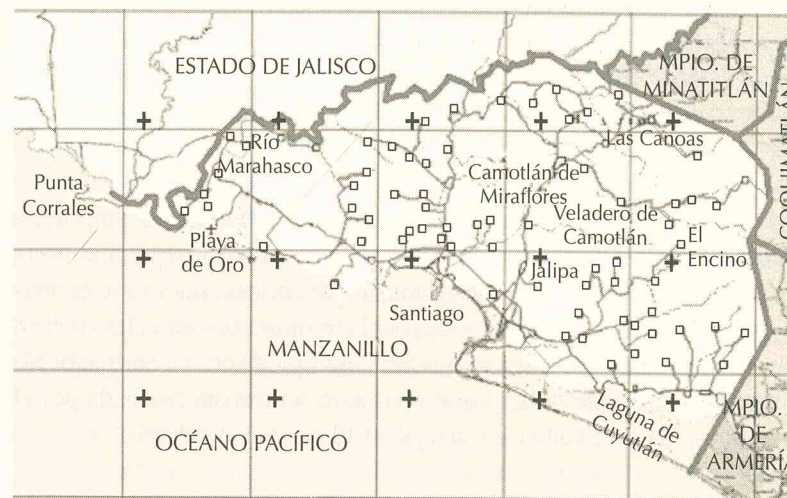 ESTADO DE JALISCO
MPIO. DE
MINATITLÁN
COQUIMATLÁN
Río
Marahasco
Las Canoas
Punta
Corrales
Camotlán de
Miraflores
Veladero de
Camotlán
Playa
de Oro
El
Encino
Jalipa
Santiago
MANZANILLO
Laguna de
Cuyutlán
MPIO.
DE
ARMERÍA
OCÉANO PACÍFICO